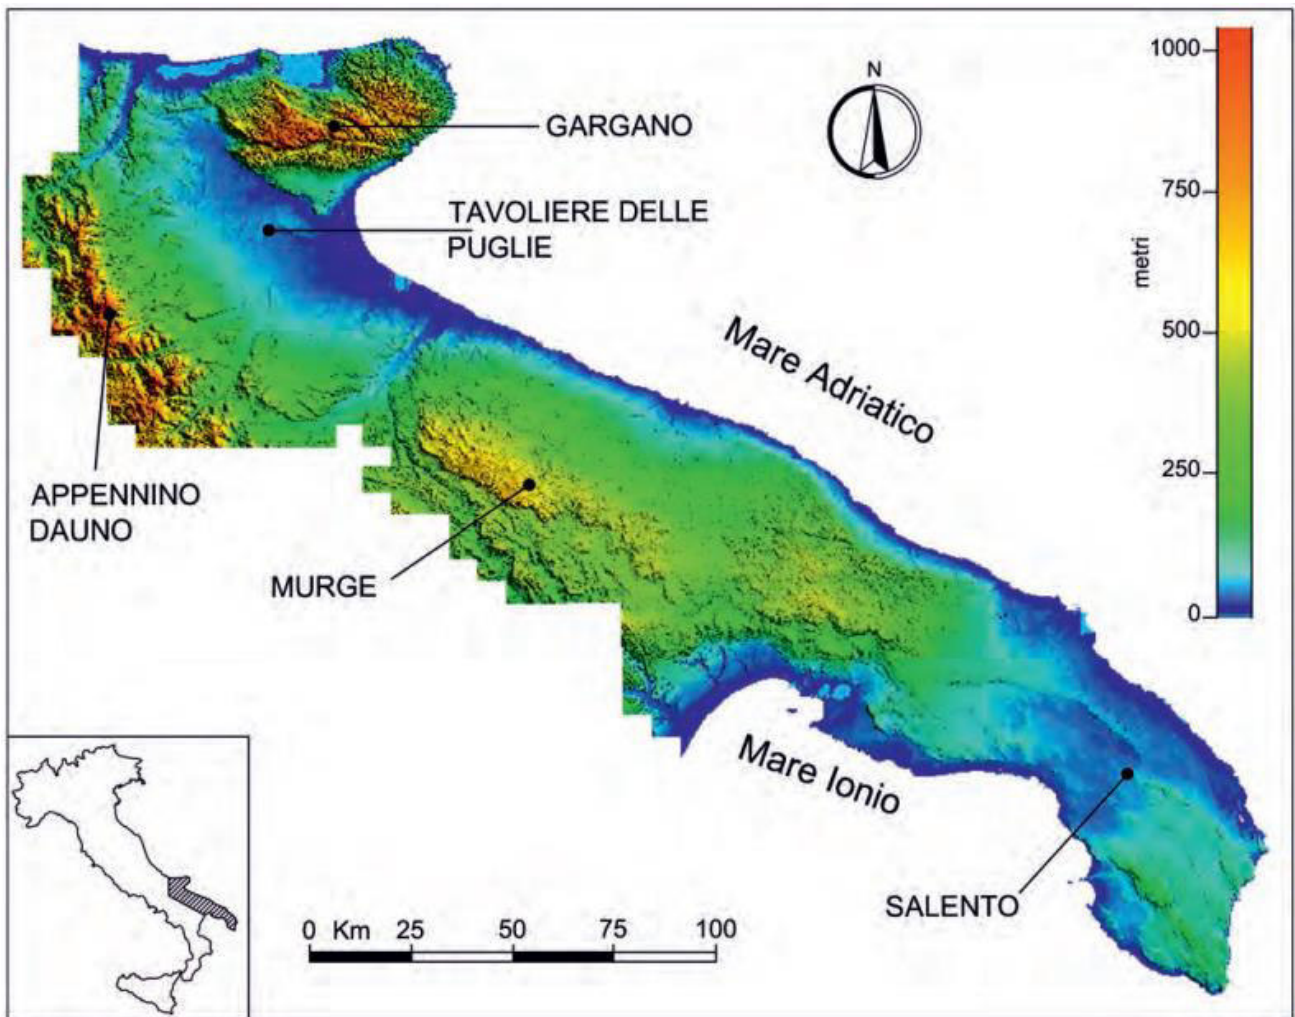 N
GARGANO
TAVOLIERE DELLE
PUGLIE
APPENNINO
DAUNO
MURGE
SALENTO
Mare Adriatico
Mare Ionio
1000
750
metri
500
250
0
0 Km 25 50 75 100